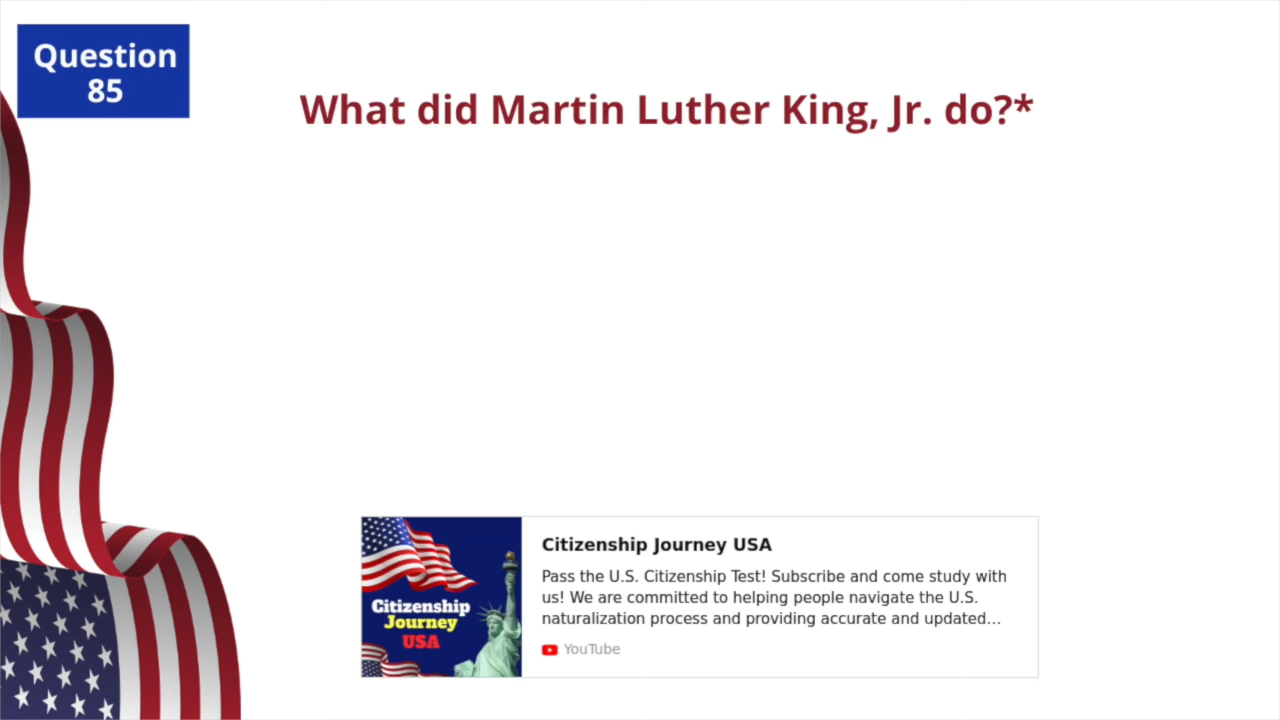 Question
85
What did Martin Luther King, Jr. do?*
Citizenship
Journey
USA
Citizenship Journey USA
Pass the U.S. Citizenship Test! Subscribe and come study with
us! We are committed to helping people navigate the U.S.
naturalization process and providing accurate and updated...
YouTube